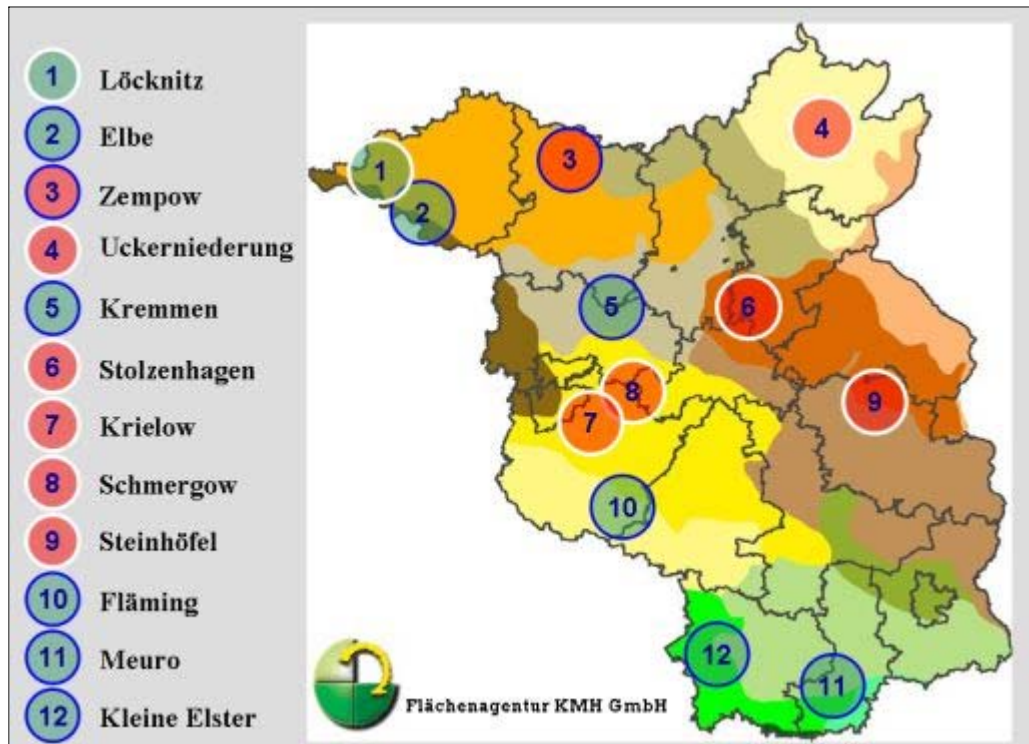 1 Löcknitz
2 Elbe
3 Zempow
4 Uckerniederung
5 Kremmen
6 Stolzenhagen
7 Krielow
8 Schmergow
9 Steinhöfel
10 Fläming
11 Meuro
12 Kleine Elster
4
3
1
2
5
6
8
9
7
10
12
11
Flächenagentur KMH GmbH